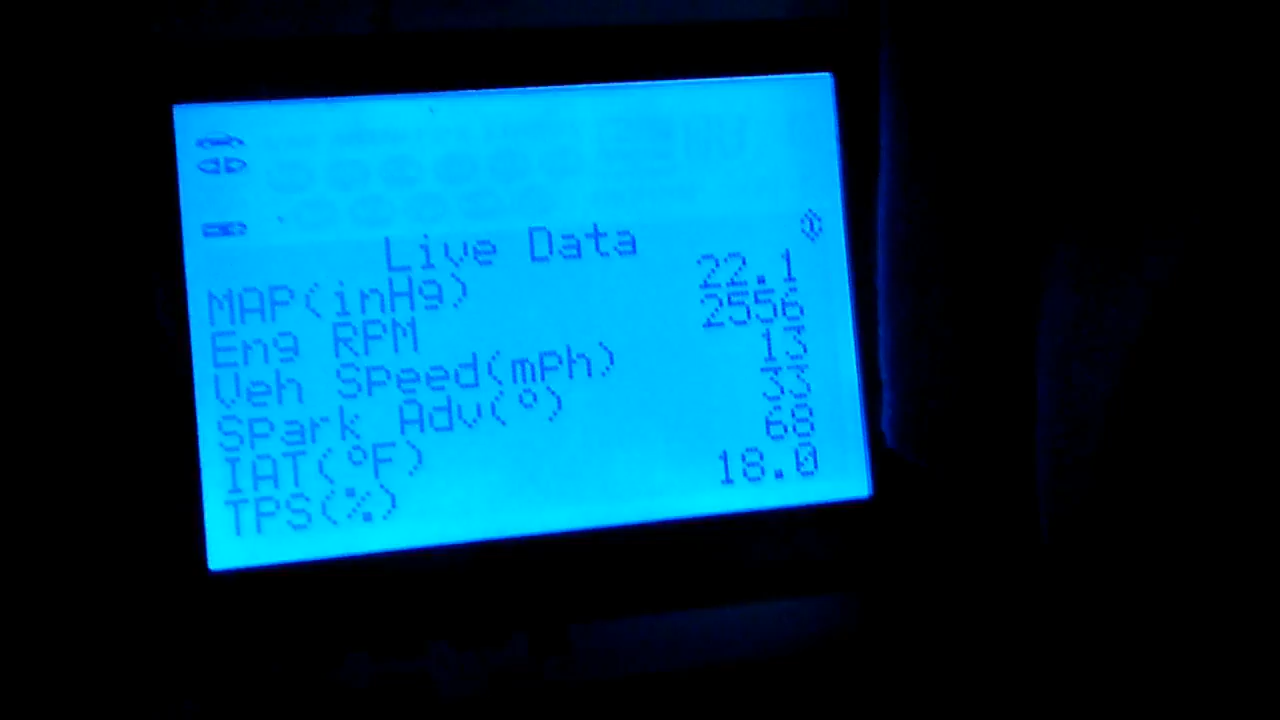 Live Data
MAP(inHg) 22.1
Eng RPM 2556
Veh Speed(mph) 13
Spark Adv(°) 33
IAT(°F) 68
TPS(%) 18.0